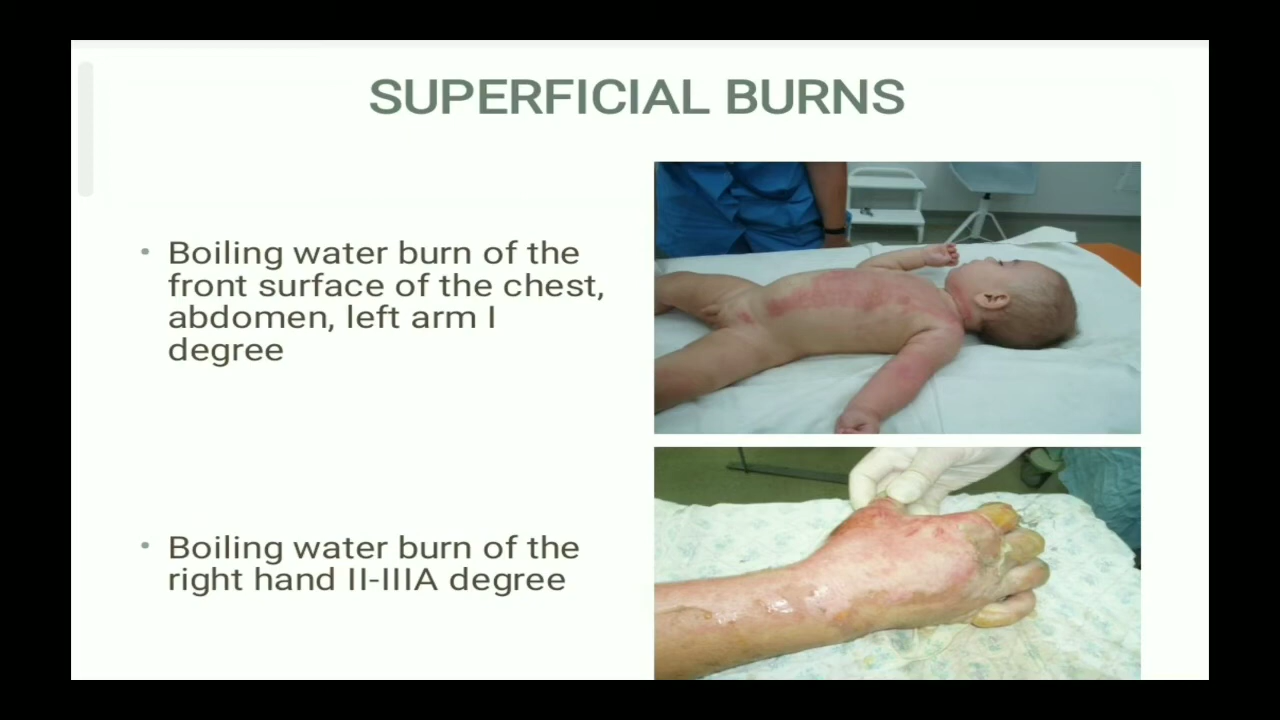 SUPERFICIAL BURNS
• Boiling water burn of the
front surface of the chest,
abdomen, left arm I
degree
• Boiling water burn of the
right hand II-IIIA degree